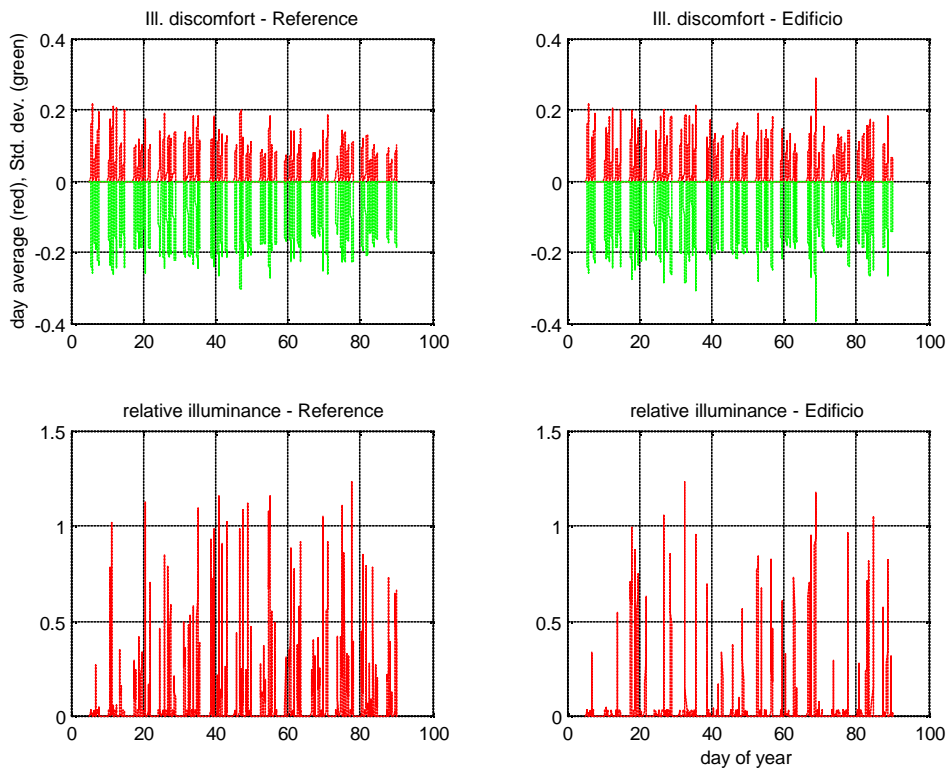 Ill. discomfort - Reference
Ill. discomfort - Edificio
day average (red), Std. dev. (green)
0.4
0.2
0
-0.2
-0.4
0 20 40 60 80 100
0.4
0.2
0
-0.2
-0.4
0 20 40 60 80 100
relative illuminance - Reference
relative illuminance - Edificio
1.5
1
0.5
0
0 20 40 60 80 100
1.5
1
0.5
0
0 20 40 60 80 100
day of year